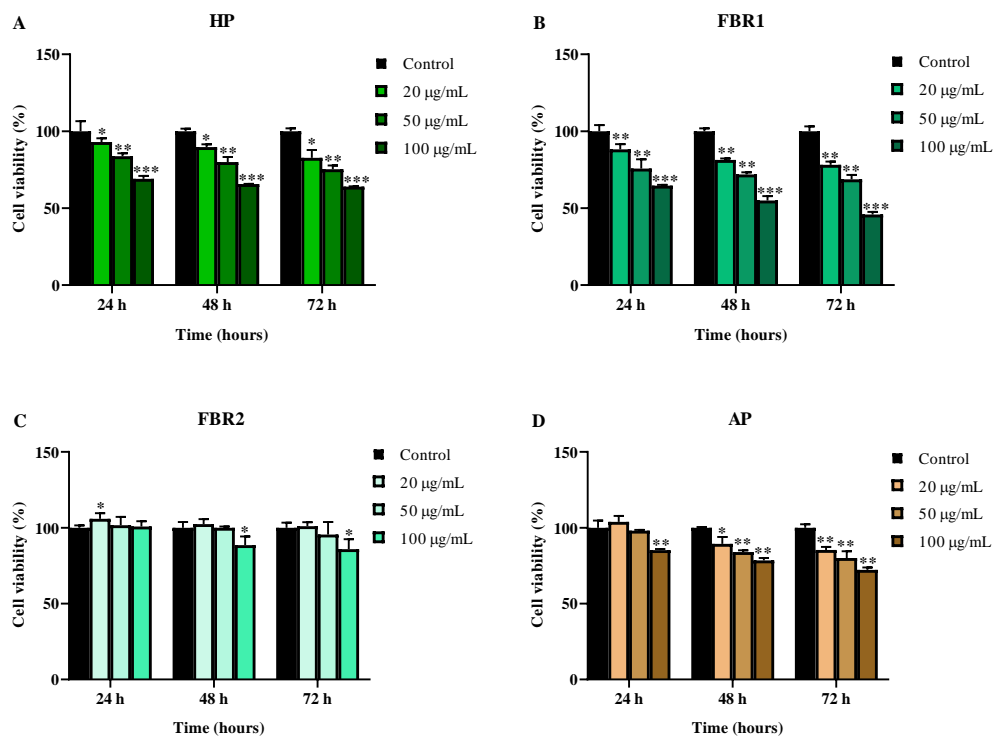 A
HP
150
100
50
0
Cell viability (%)
*
**
***
*
**
***
*
**
***
24 h
48 h
72 h
Time (hours)
Control
20 µg/mL
50 µg/mL
100 µg/mL
B
FBR1
150
100
50
0
Cell viability (%)
**
**
***
**
**
***
**
**
***
24 h
48 h
72 h
Time (hours)
Control
20 µg/mL
50 µg/mL
100 µg/mL
C
FBR2
150
100
50
0
Cell viability (%)
*
*
*
24 h
48 h
72 h
Time (hours)
Control
20 µg/mL
50 µg/mL
100 µg/mL
D
AP
150
100
50
0
Cell viability (%)
**
*
**
**
**
**
**
24 h
48 h
72 h
Time (hours)
Control
20 µg/mL
50 µg/mL
100 µg/mL